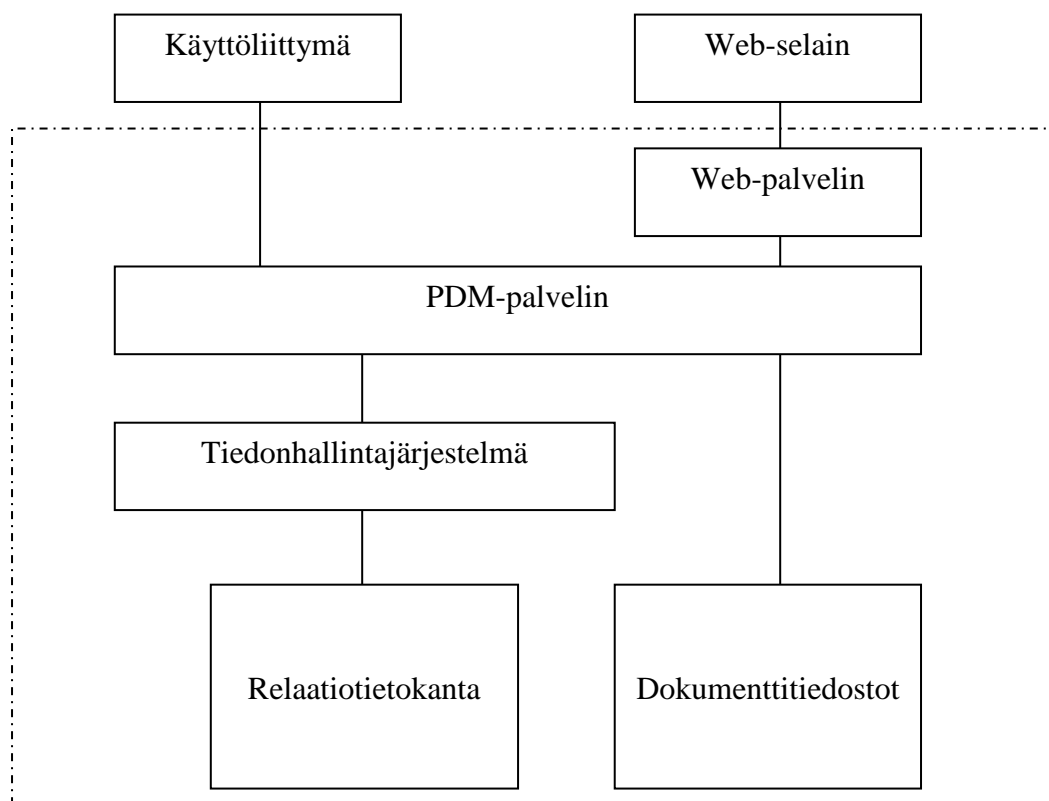 Käyttöliittymä
Web-selain
Web-palvelin
PDM-palvelin
Tiedonhallintajärjestelmä
Relaatiotietokanta
Dokumenttitiedostot